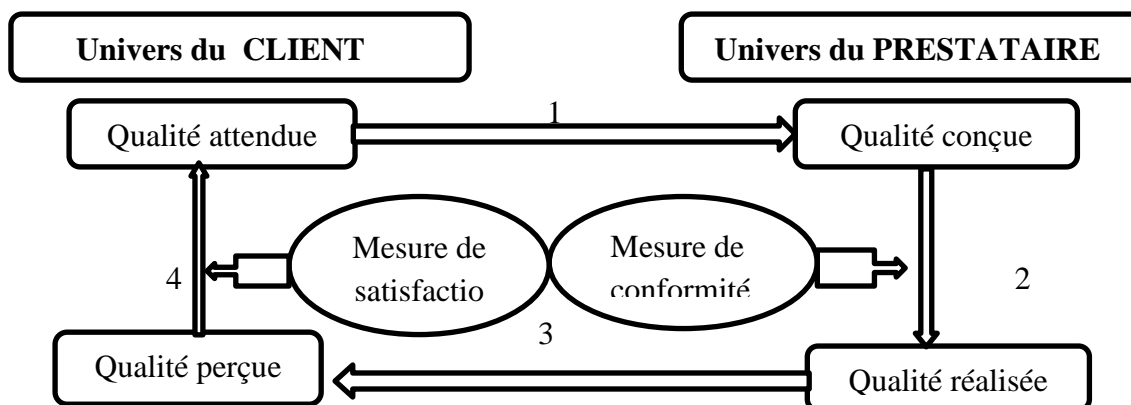 Univers du CLIENT
Univers du PRESTATAIRE
1
Qualité attendue
Qualité conçue
Mesure de
satisfactio
Mesure de
conformité
4
2
3
Qualité perçue
Qualité réalisée